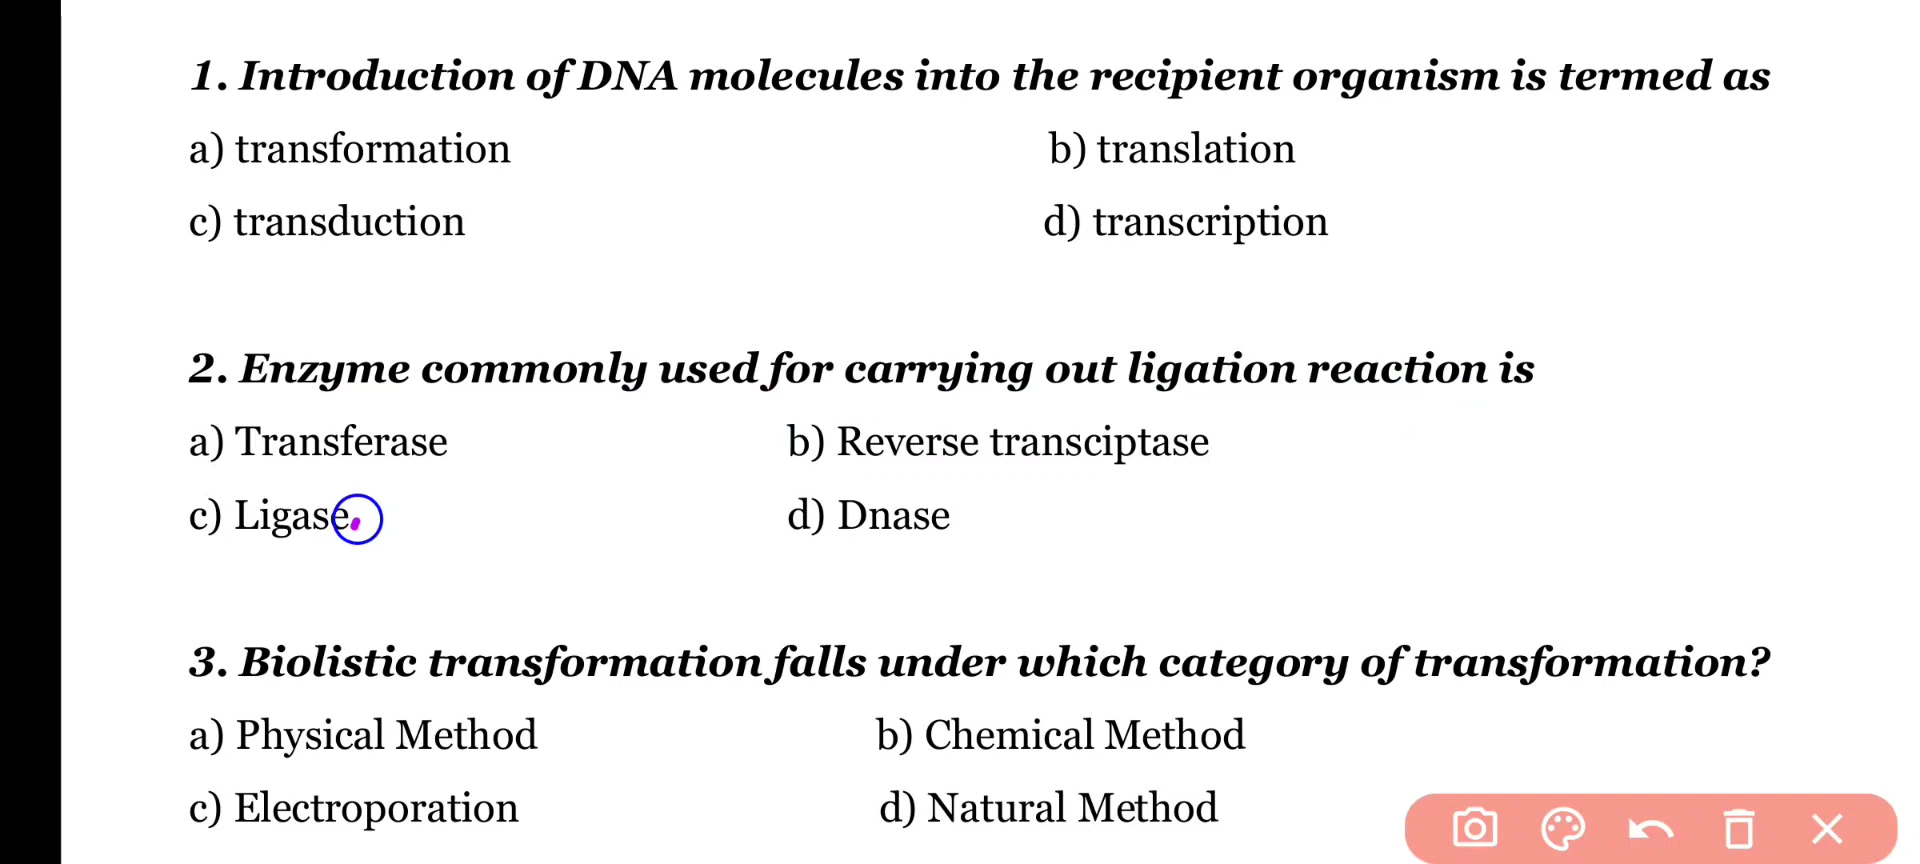 1. Introduction of DNA molecules into the recipient organism is termed as
a) transformation b) translation
c) transduction d) transcription
2. Enzyme commonly used for carrying out ligation reaction is
a) Transferase b) Reverse transciptase
c) Ligase d) Dnase
3. Biolistic transformation falls under which category of transformation?
a) Physical Method b) Chemical Method
c) Electroporation d) Natural Method